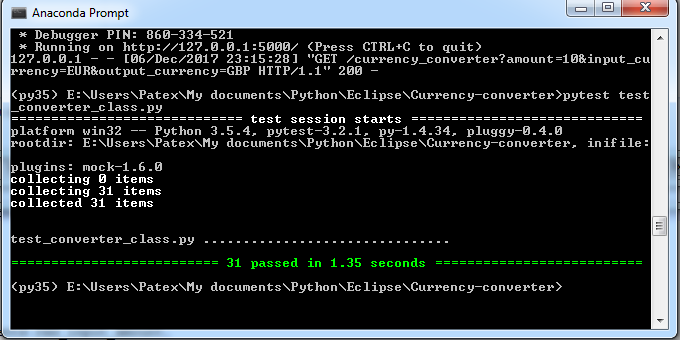 Anaconda Prompt
* Debugger PIN: 860-334-521
* Running on http://127.0.0.1:5000/ (Press CTRL+C to quit)
127.0.0.1 - - [06/Dec/2017 23:15:28] "GET /currency_converter?amount=10&input_cu
rrency=EUR&output_currency=GBP HTTP/1.1" 200 -
(py35) E:\Users\Patex\My documents\Python\Eclipse\Currency-converter>pytest test
_converter_class.py
============================= test session starts =============================
platform win32 -- Python 3.5.4, pytest-3.2.1, py-1.4.34, pluggy-0.4.0
rootdir: E:\Users\Patex\My documents\Python\Eclipse\Currency-converter, inifile:
plugins: mock-1.6.0
collecting 0 items
collecting 31 items
collected 31 items
test_converter_class.py ...............................
========================== 31 passed in 1.35 seconds ==========================
(py35) E:\Users\Patex\My documents\Python\Eclipse\Currency-converter>